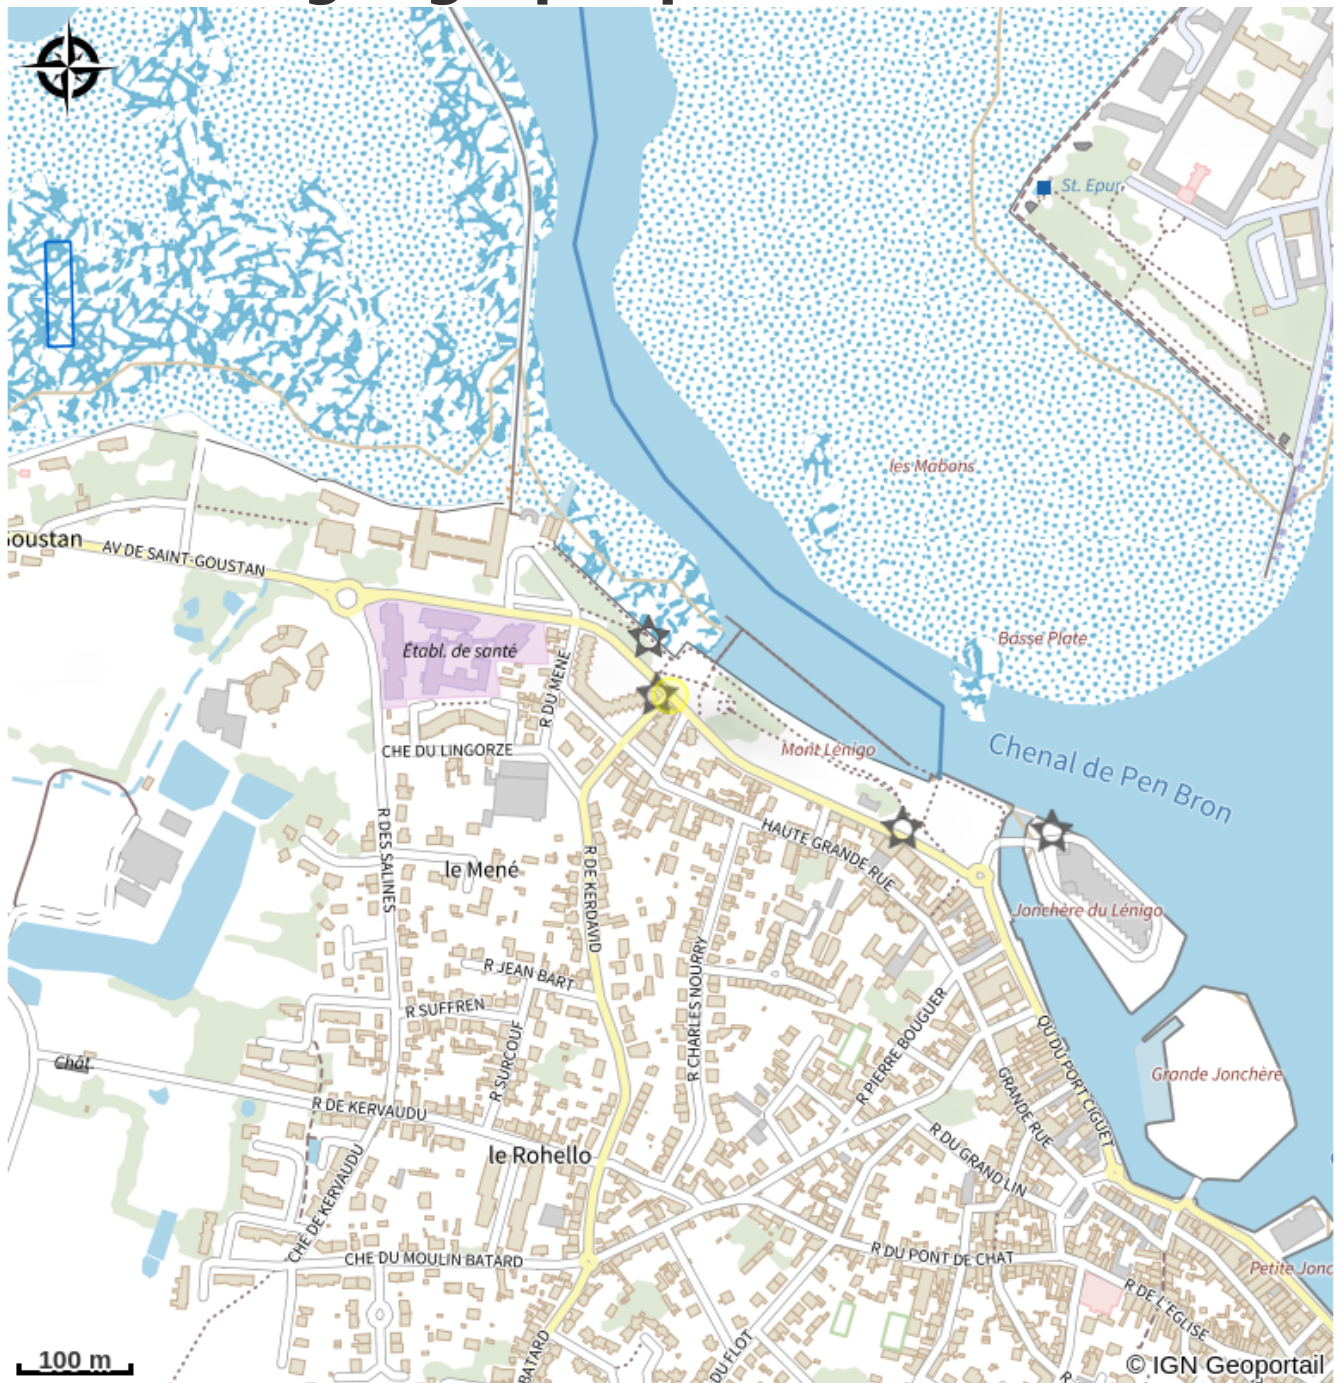 St. Epur
les Mabons
Goustan
AV DE SAINT-GOUSTAN
Basse Plate
Établ. de santé
R DU MENE
CHE DU LINGORZE
Mont Lénigo
Chenal de Pen Bron
R DES SALINES
HAUTE GRANDE RUE
le Mené
R DE KERDAVID
Jonchère du Lénigo
R JEAN BART
R CHARLES NOURRY
R SUFFREN
R SURCOUF
R PIERRE BOUGUER
QU DU PORT CIGUET
Chât.
GRANDE RUE
Grande Jonchère
R DE KERVAUDU
R DU GRAND LIN
le Rohello
CHE DE KERVAUDU
CHE DU MOULIN BATARD
R DU PONT DE CHAT
Petite Jonc
R DE L'EGLISE
BATARD
DU FLOT
R
100 m
© IGN Geoportail